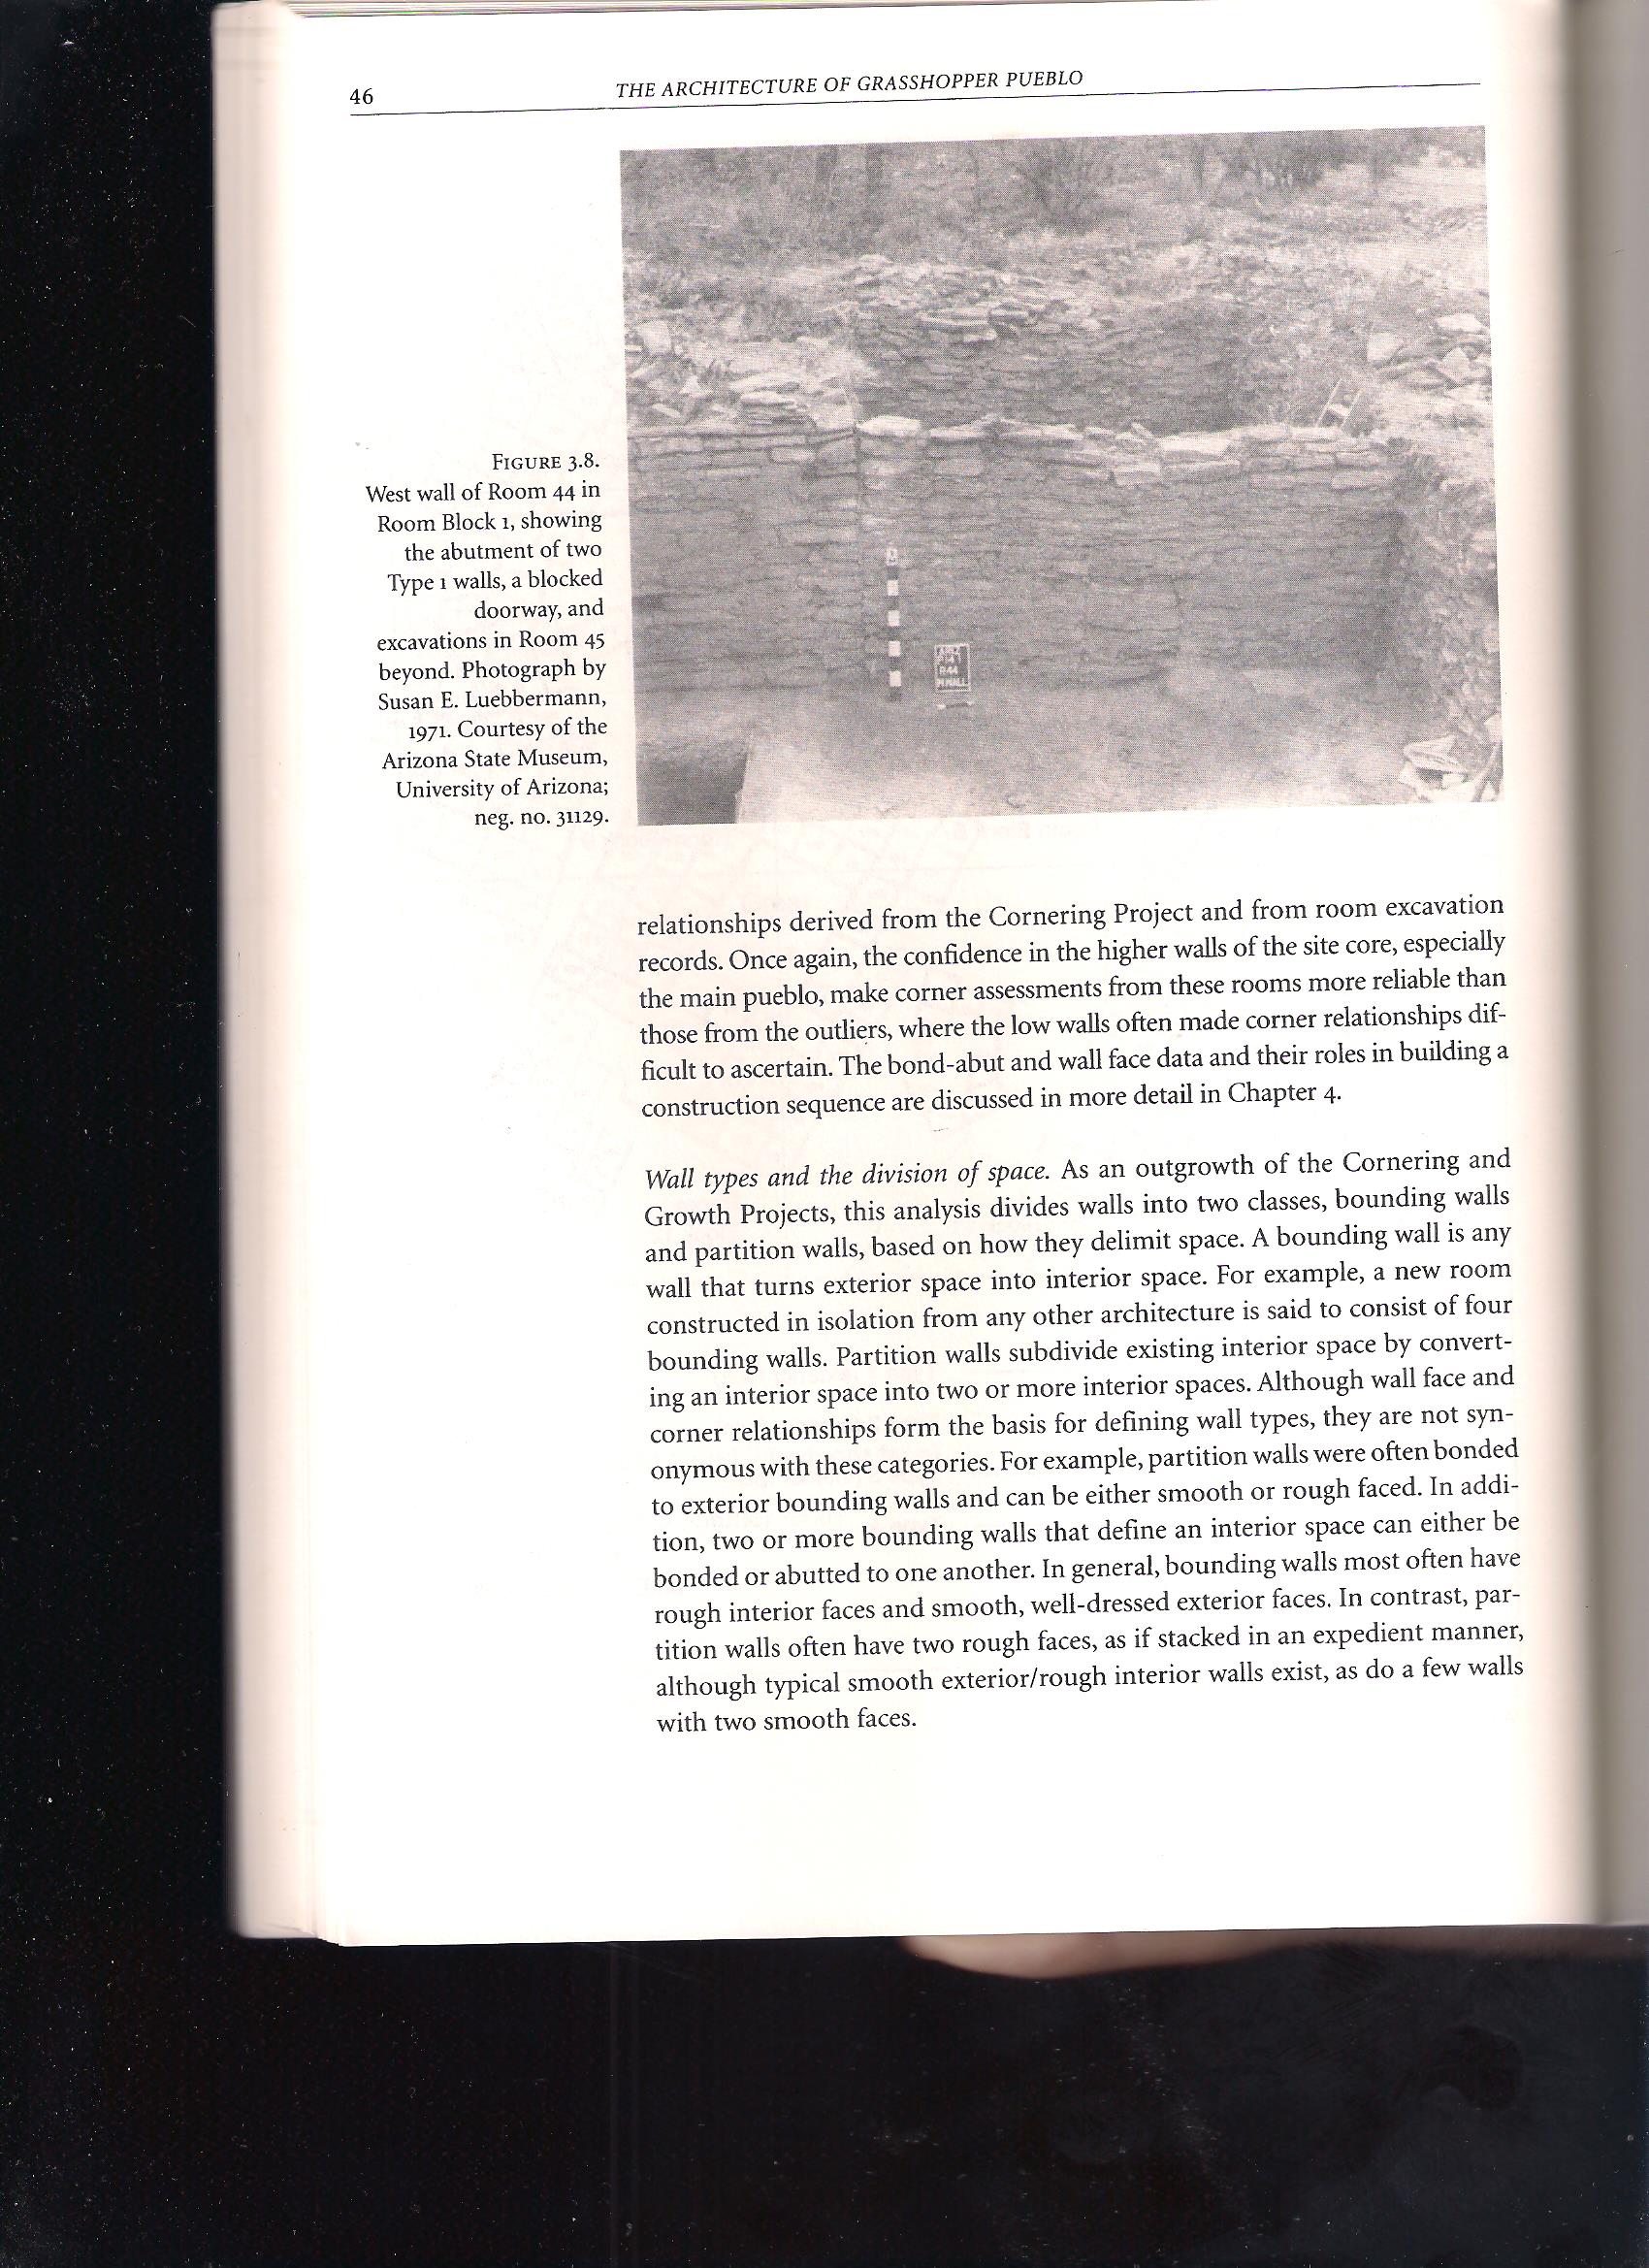 46
THE ARCHITECTURE OF GRASSHOPPER PUEBLO
FIGURE 3.8.
West wall of Room 44 in
Room Block 1, showing
the abutment of two
Type 1 walls, a blocked
doorway, and
excavations in Room 45
beyond. Photograph by
Susan E. Luebbermann,
1971. Courtesy of the
Arizona State Museum,
University of Arizona;
neg. no. 31129.
R44
relationships derived from the Cornering Project and from room excavation
records. Once again, the confidence in the higher walls of the site core, especially
the main pueblo, make corner assessments from these rooms more reliable than
those from the outliers, where the low walls often made corner relationships dif-
ficult to ascertain. The bond-abut and wall face data and their roles in building a
construction sequence are discussed in more detail in Chapter 4.
Wall types and the division of space. As an outgrowth of the Cornering and
Growth Projects, this analysis divides walls into two classes, bounding walls
and partition walls, based on how they delimit space. A bounding wall is any
wall that turns exterior space into interior space. For example, a new room
constructed in isolation from any other architecture is said to consist of four
bounding walls. Partition walls subdivide existing interior space by convert-
ing an interior space into two or more interior spaces. Although wall face and
corner relationships form the basis for defining wall types, they are not syn-
onymous with these categories. For example, partition walls were often bonded
to exterior bounding walls and can be either smooth or rough faced. In addi-
tion, two or more bounding walls that define an interior space can either be
bonded or abutted to one another. In general, bounding walls most often have
rough interior faces and smooth, well-dressed exterior faces. In contrast, par-
tition walls often have two rough faces, as if stacked in an expedient manner,
although typical smooth exterior/rough interior walls exist, as do a few walls
with two smooth faces.